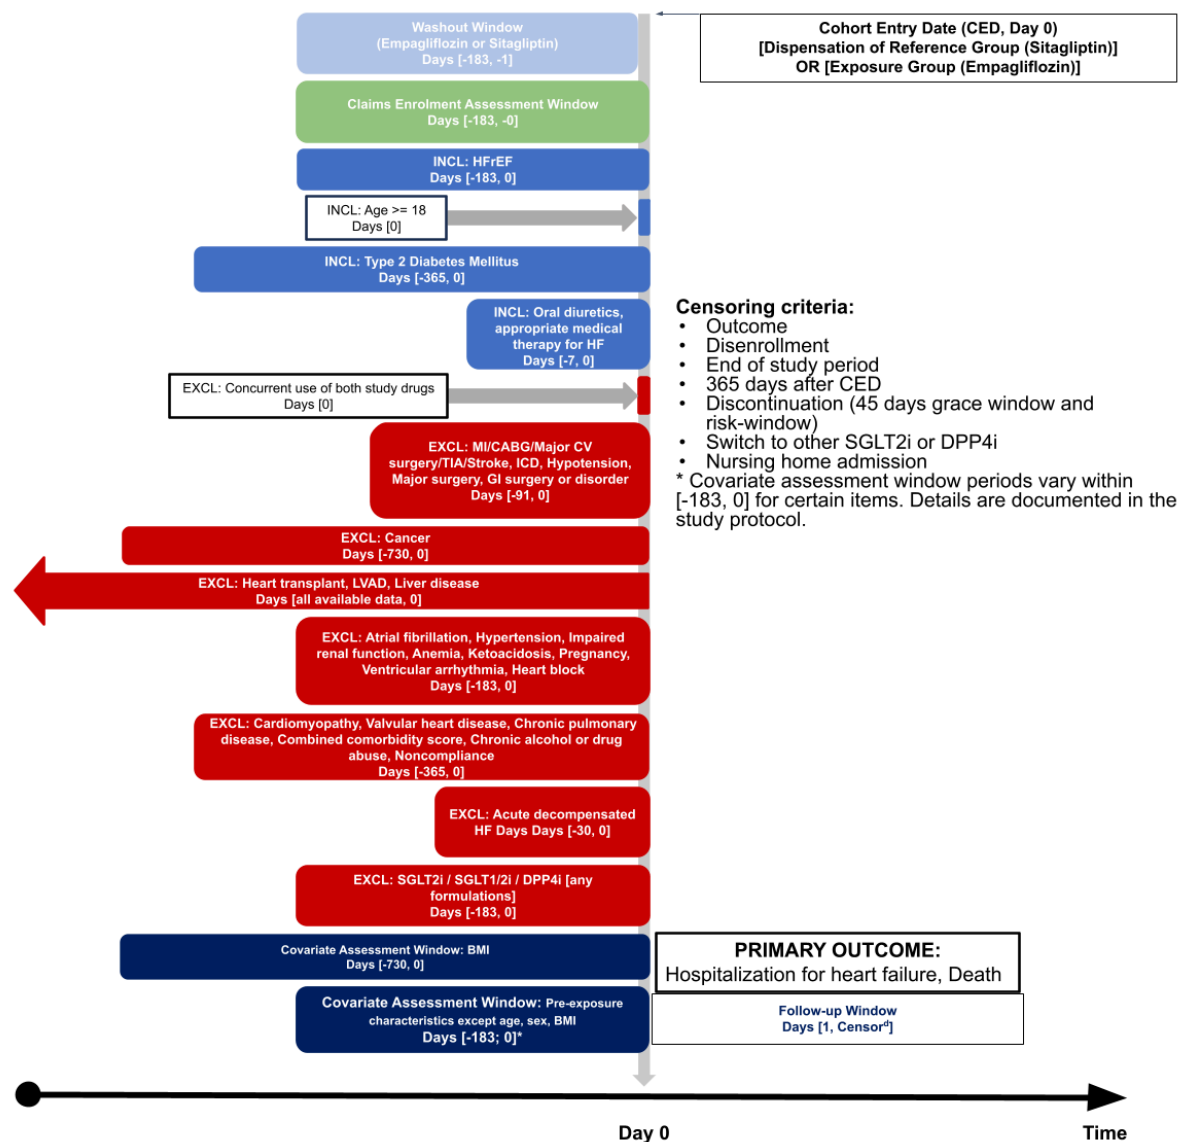 Washout Window
(Empagliflozin or Sitagliptin)
Days [-183, -1]
Cohort Entry Date (CED, Day 0)
[Dispensation of Reference Group (Sitagliptin)]
OR [Exposure Group (Empagliflozin)]
Claims Enrolment Assessment Window
Days [-183, -0]
INCL: HFrEF
Days [-183, 0]
INCL: Age >= 18
Days [0]
INCL: Type 2 Diabetes Mellitus
Days [-365, 0]
INCL: Oral diuretics,
appropriate medical
therapy for HF
Days [-7, 0]
EXCL: Concurrent use of both study drugs
Days [0]
EXCL: MI/CABG/Major CV
surgery/TIA/Stroke, ICD, Hypotension,
Major surgery, GI surgery or disorder
Days [-91, 0]
EXCL: Cancer
Days [-730, 0]
EXCL: Heart transplant, LVAD, Liver disease
Days [all available data, 0]
EXCL: Atrial fibrillation, Hypertension, Impaired
renal function, Anemia, Ketoacidosis, Pregnancy,
Ventricular arrhythmia, Heart block
Days [-183, 0]
EXCL: Cardiomyopathy, Valvular heart disease, Chronic pulmonary
disease, Combined comorbidity score, Chronic alcohol or drug
abuse, Noncompliance
Days [-365, 0]
EXCL: Acute decompensated
HF Days Days [-30, 0]
EXCL: SGLT2i / SGLT1/2i / DPP4i [any
formulations]
Days [-183, 0]
Covariate Assessment Window: BMI
Days [-730, 0]
Covariate Assessment Window: Pre-exposure
characteristics except age, sex, BMI
Days [-183; 0]*
Censoring criteria:
• Outcome
• Disenrollment
• End of study period
• 365 days after CED
• Discontinuation (45 days grace window and
risk-window)
• Switch to other SGLT2i or DPP4i
• Nursing home admission
* Covariate assessment window periods vary within
[-183, 0] for certain items. Details are documented in the
study protocol.
PRIMARY OUTCOME:
Hospitalization for heart failure, Death
Follow-up Window
Days [1, Censorᵈ]
Day 0
Time